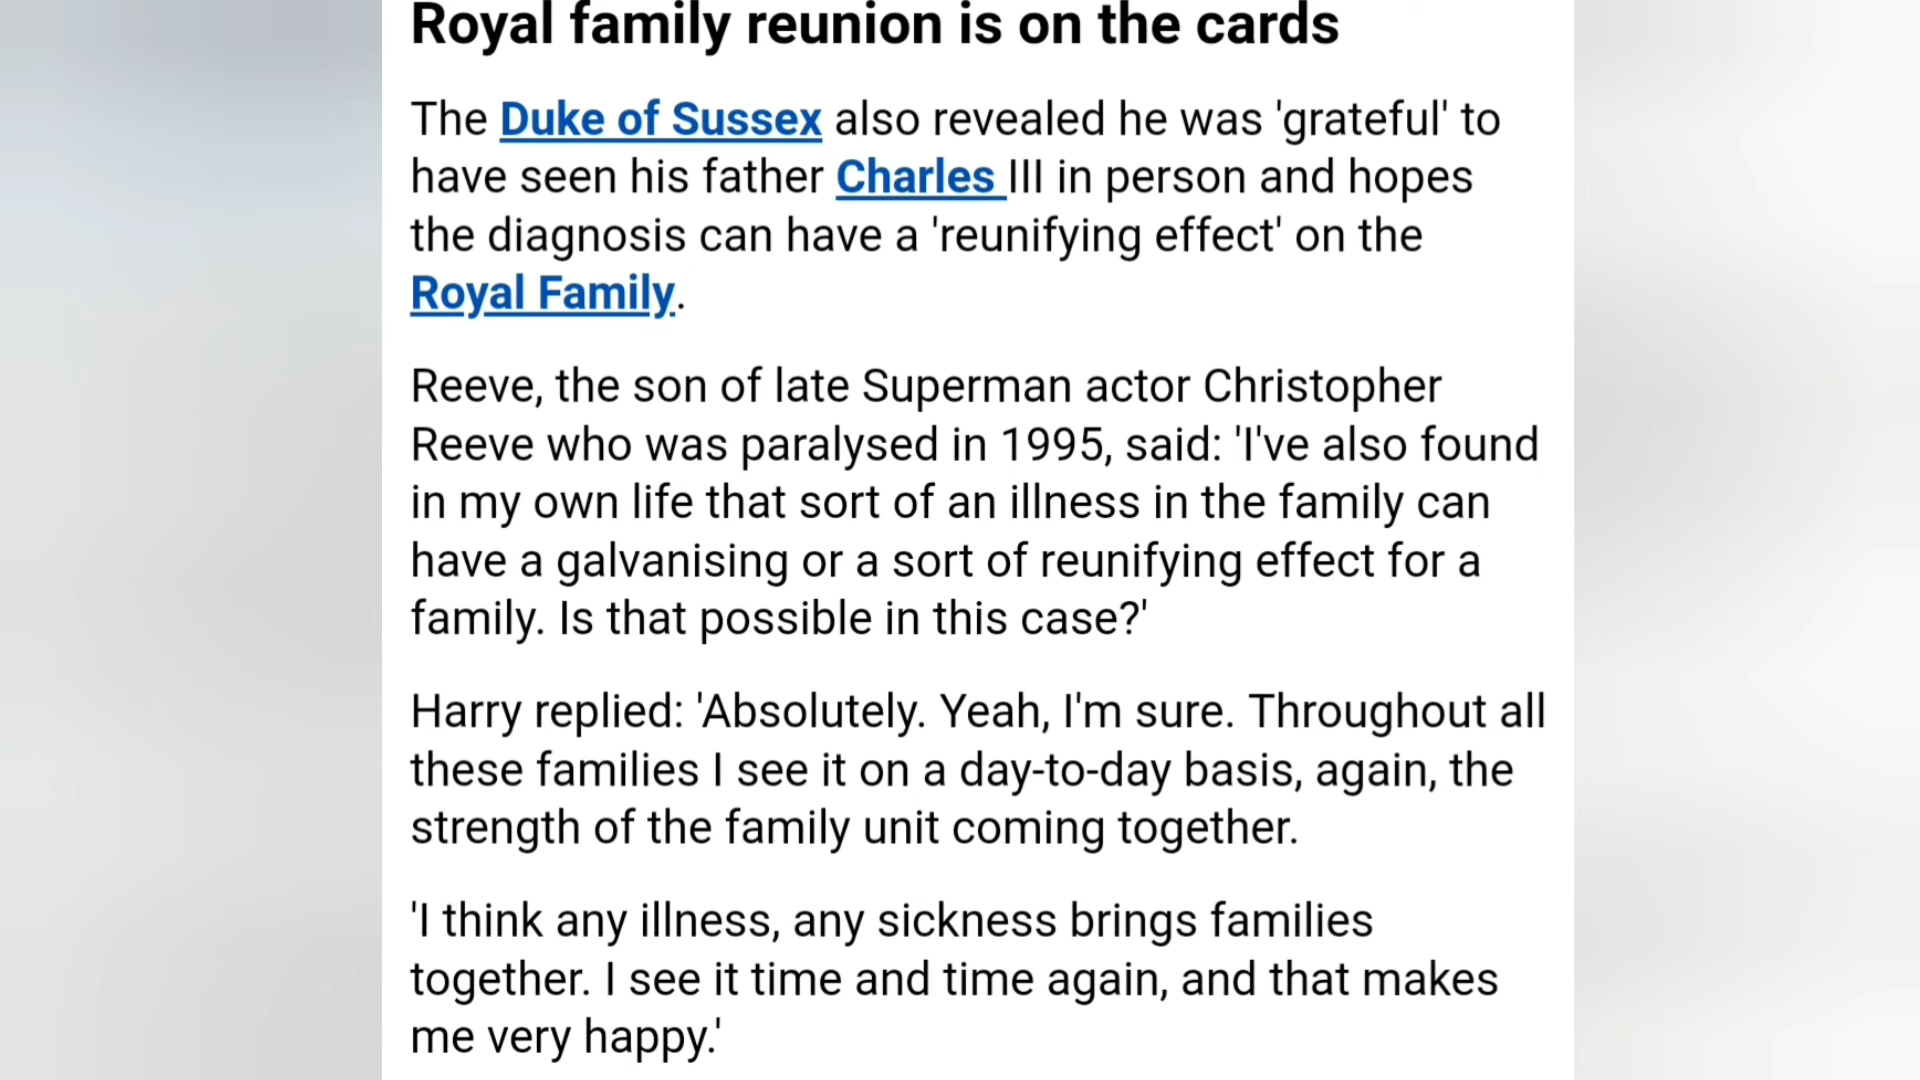 Royal family reunion is on the cards
The Duke of Sussex also revealed he was 'grateful' to
have seen his father Charles III in person and hopes
the diagnosis can have a 'reunifying effect' on the
Royal Family.
Reeve, the son of late Superman actor Christopher
Reeve who was paralysed in 1995, said: 'I've also found
in my own life that sort of an illness in the family can
have a galvanising or a sort of reunifying effect for a
family. Is that possible in this case?'
Harry replied: 'Absolutely. Yeah, I'm sure. Throughout all
these families I see it on a day-to-day basis, again, the
strength of the family unit coming together.
'I think any illness, any sickness brings families
together. I see it time and time again, and that makes
me very happy.'